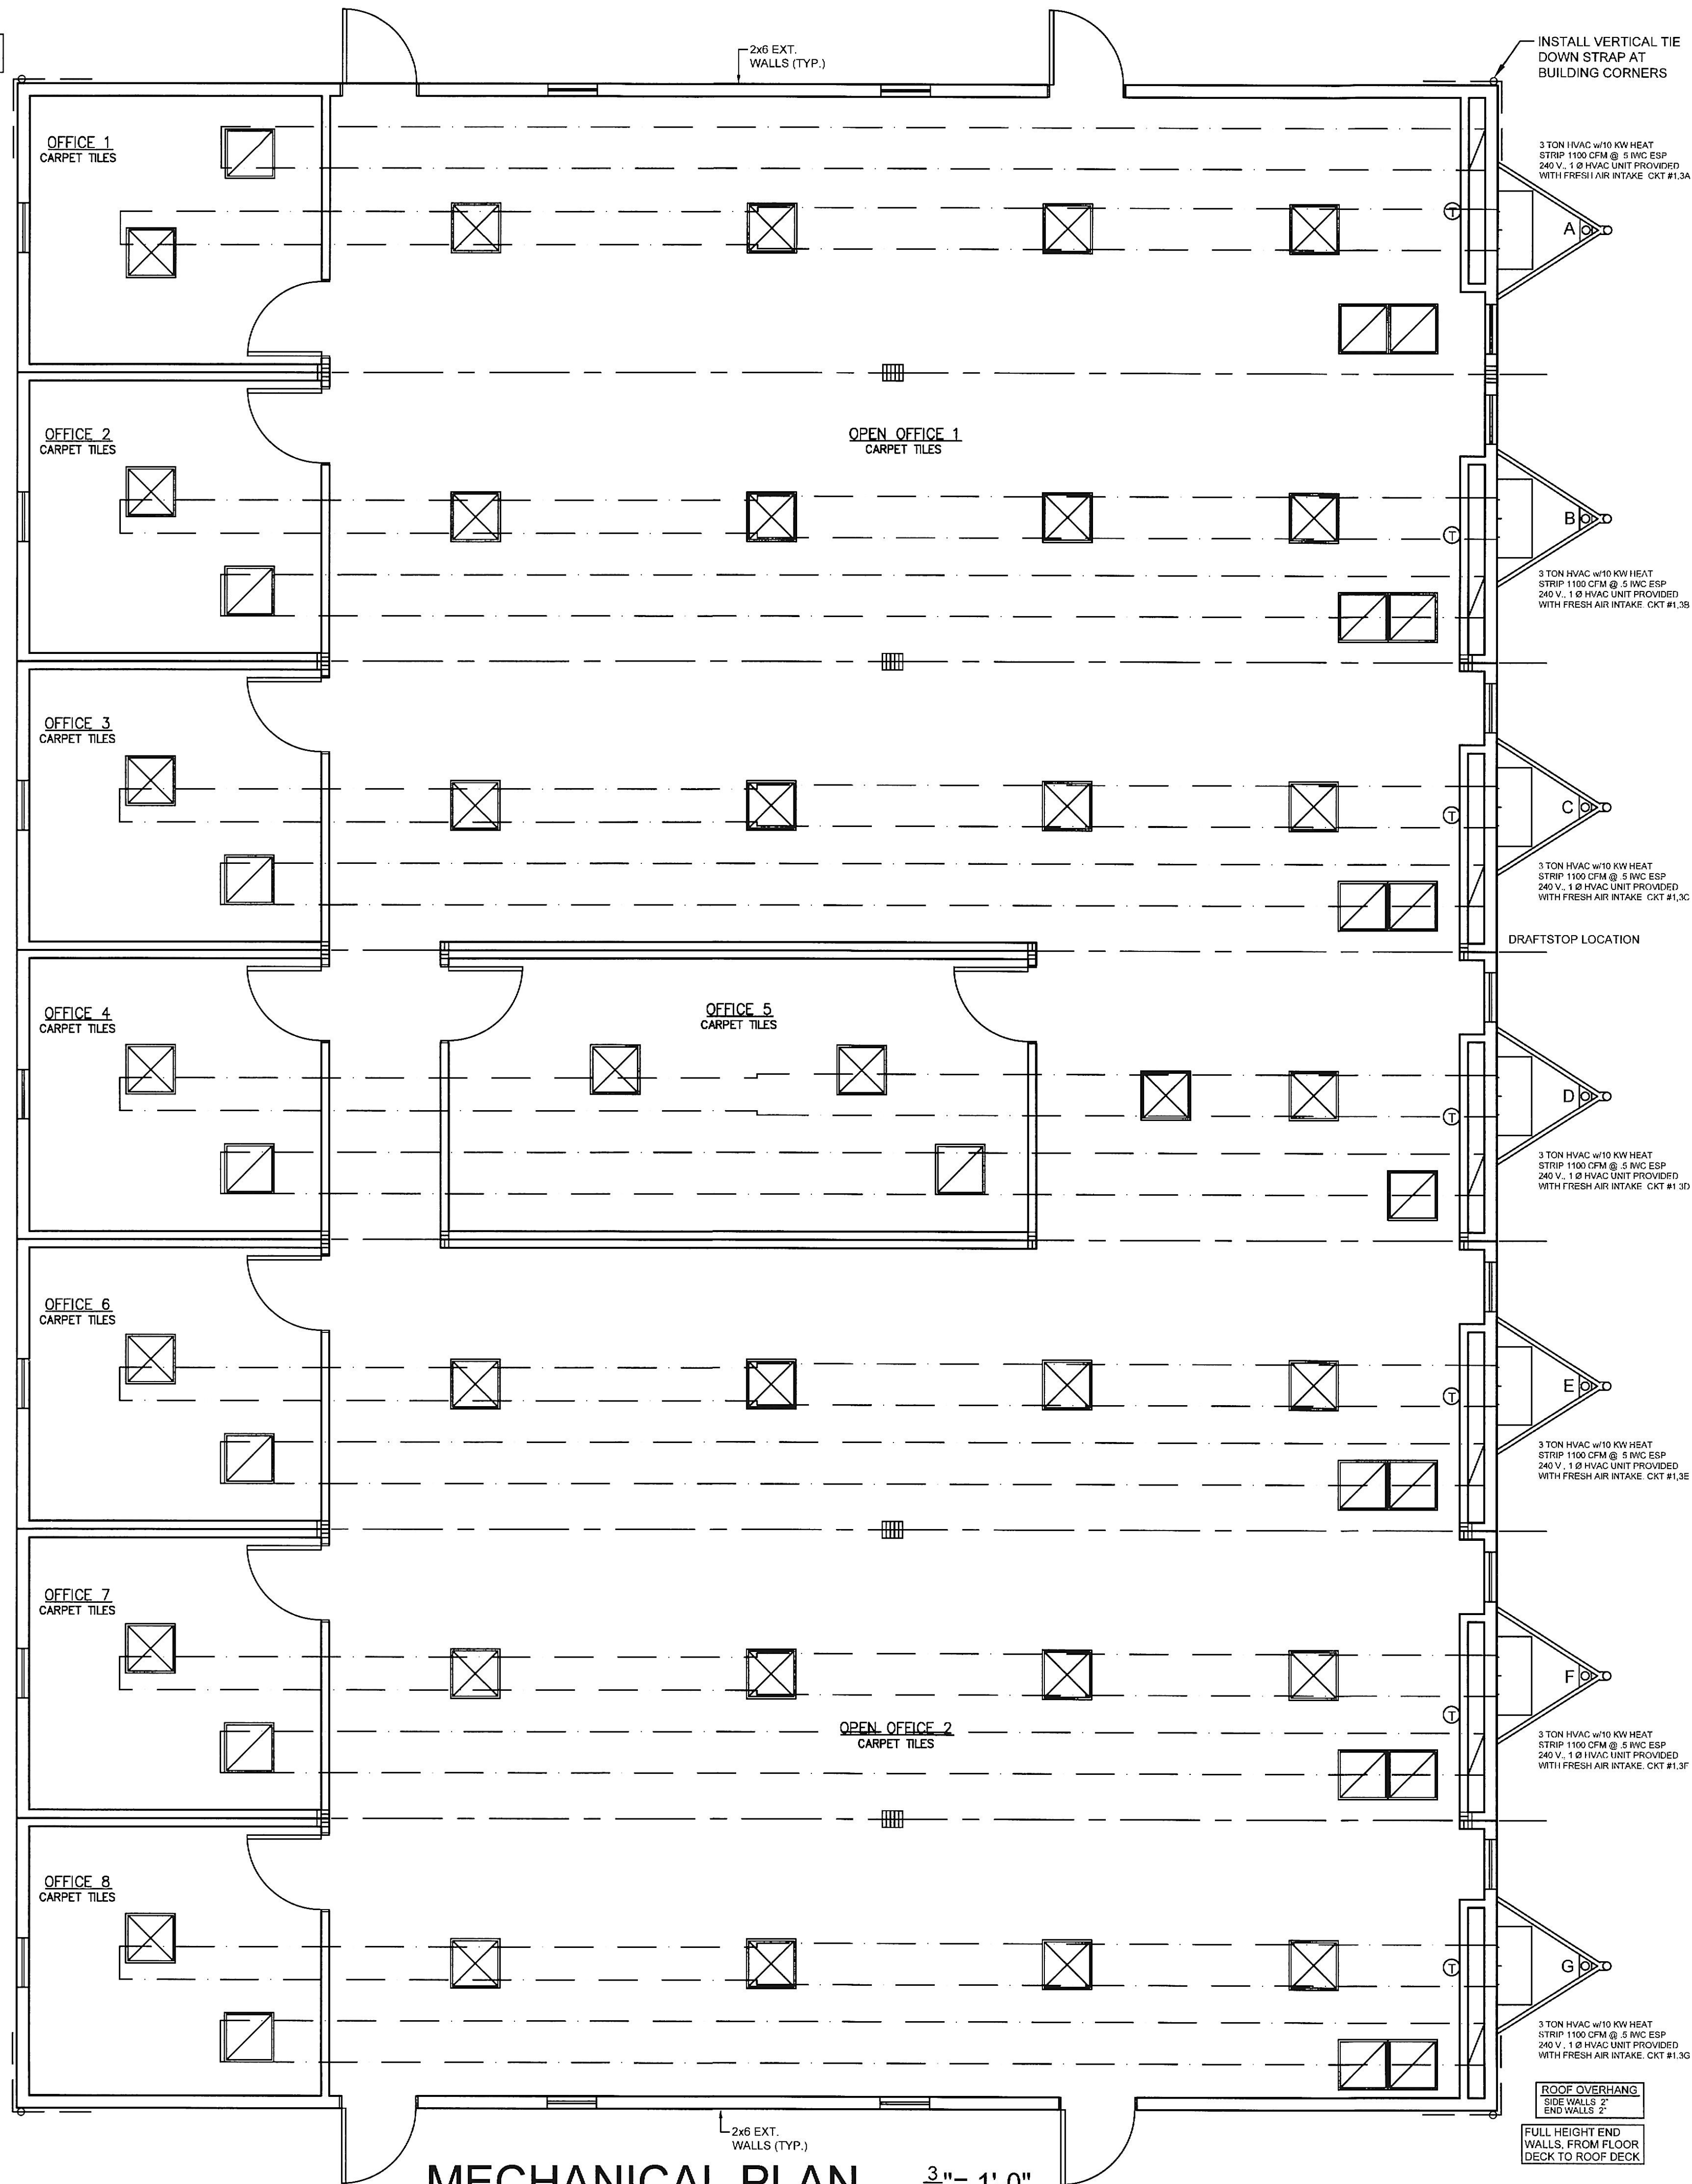 2x6 EXT.
WALLS (TYP.)
INSTALL VERTICAL TIE
DOWN STRAP AT
BUILDING CORNERS
OFFICE 1
CARPET TILES
3 TON HVAC w/10 KW HEAT
STRIP 1100 CFM @ .5 IWC ESP
240 V., 1 Ø HVAC UNIT PROVIDED
WITH FRESH AIR INTAKE CKT #1,3A
T
A
OFFICE 2
CARPET TILES
OPEN OFFICE 1
CARPET TILES
T
B
3 TON HVAC w/10 KW HEAT
STRIP 1100 CFM @ .5 IWC ESP
240 V., 1 Ø HVAC UNIT PROVIDED
WITH FRESH AIR INTAKE. CKT #1,3B
OFFICE 3
CARPET TILES
T
C
3 TON HVAC w/10 KW HEAT
STRIP 1100 CFM @ .5 IWC ESP
240 V., 1 Ø HVAC UNIT PROVIDED
WITH FRESH AIR INTAKE CKT #1,3C
DRAFTSTOP LOCATION
OFFICE 4
CARPET TILES
OFFICE 5
CARPET TILES
T
D
3 TON HVAC w/10 KW HEAT
STRIP 1100 CFM @ .5 IWC ESP
240 V., 1 Ø HVAC UNIT PROVIDED
WITH FRESH AIR INTAKE CKT #1 3D
OFFICE 6
CARPET TILES
T
E
3 TON HVAC w/10 KW HEAT
STRIP 1100 CFM @ .5 IWC ESP
240 V., 1 Ø HVAC UNIT PROVIDED
WITH FRESH AIR INTAKE. CKT #1,3E
OFFICE 7
CARPET TILES
F
T
OPEN OFFICE 2
CARPET TILES
3 TON HVAC w/10 KW HEAT
STRIP 1100 CFM @ .5 IWC ESP
240 V., 1 Ø HVAC UNIT PROVIDED
WITH FRESH AIR INTAKE. CKT #1,3F
OFFICE 8
CARPET TILES
T
G
3 TON HVAC w/10 KW HEAT
STRIP 1100 CFM @ .5 IWC ESP
240 V., 1 Ø HVAC UNIT PROVIDED
WITH FRESH AIR INTAKE. CKT #1.3G
ROOF OVERHANG
SIDE WALLS 2"
END WALLS 2"
FULL HEIGHT END
WALLS, FROM FLOOR
DECK TO ROOF DECK
2x6 EXT.
WALLS (TYP.)
MECHANICAL PLAN